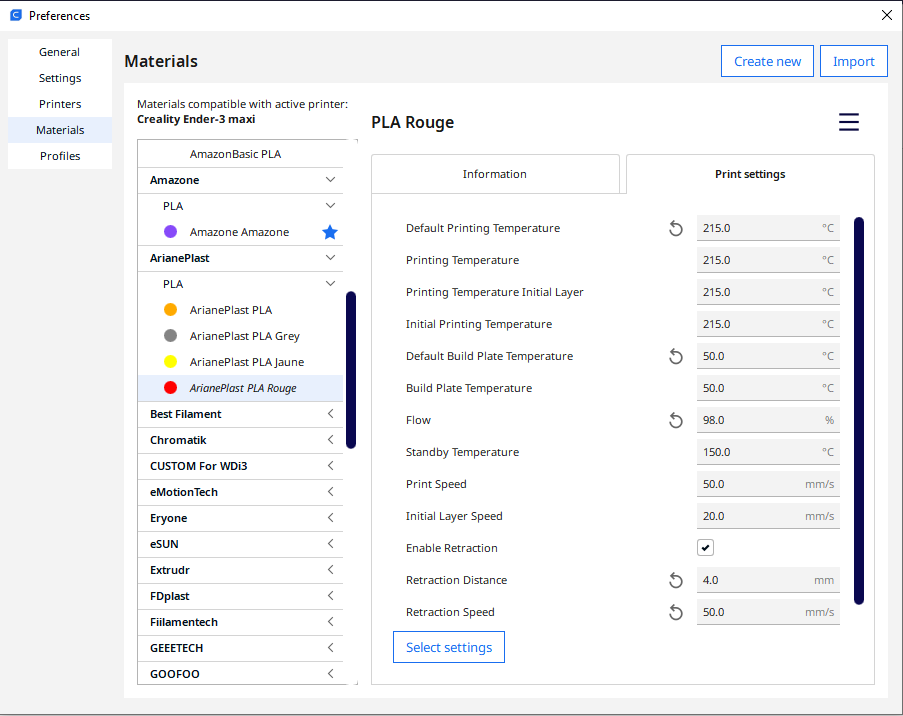 Preferences
General
Settings
Printers
Materials
Profiles
Materials
Create new
Import
Materials compatible with active printer:
Creality Ender-3 maxi
AmazonBasic PLA
Amazone
PLA
Amazone Amazone
ArianePlast
PLA
ArianePlast PLA
ArianePlast PLA Grey
ArianePlast PLA Jaune
ArianePlast PLA Rouge
Best Filament
Chromatik
CUSTOM For WDi3
eMotionTech
Eryone
eSUN
Extrudr
FDplast
Fiilamentech
GEEETECH
GOOFOO
PLA Rouge
Information
Print settings
Default Printing Temperature 215.0 °C
Printing Temperature 215.0 °C
Printing Temperature Initial Layer 215.0 °C
Initial Printing Temperature 215.0 °C
Default Build Plate Temperature 50.0 °C
Build Plate Temperature 50.0 °C
Flow 98.0 %
Standby Temperature 150.0 °C
Print Speed 50.0 mm/s
Initial Layer Speed 20.0 mm/s
Enable Retraction
Retraction Distance 4.0 mm
Retraction Speed 50.0 mm/s
Select settings